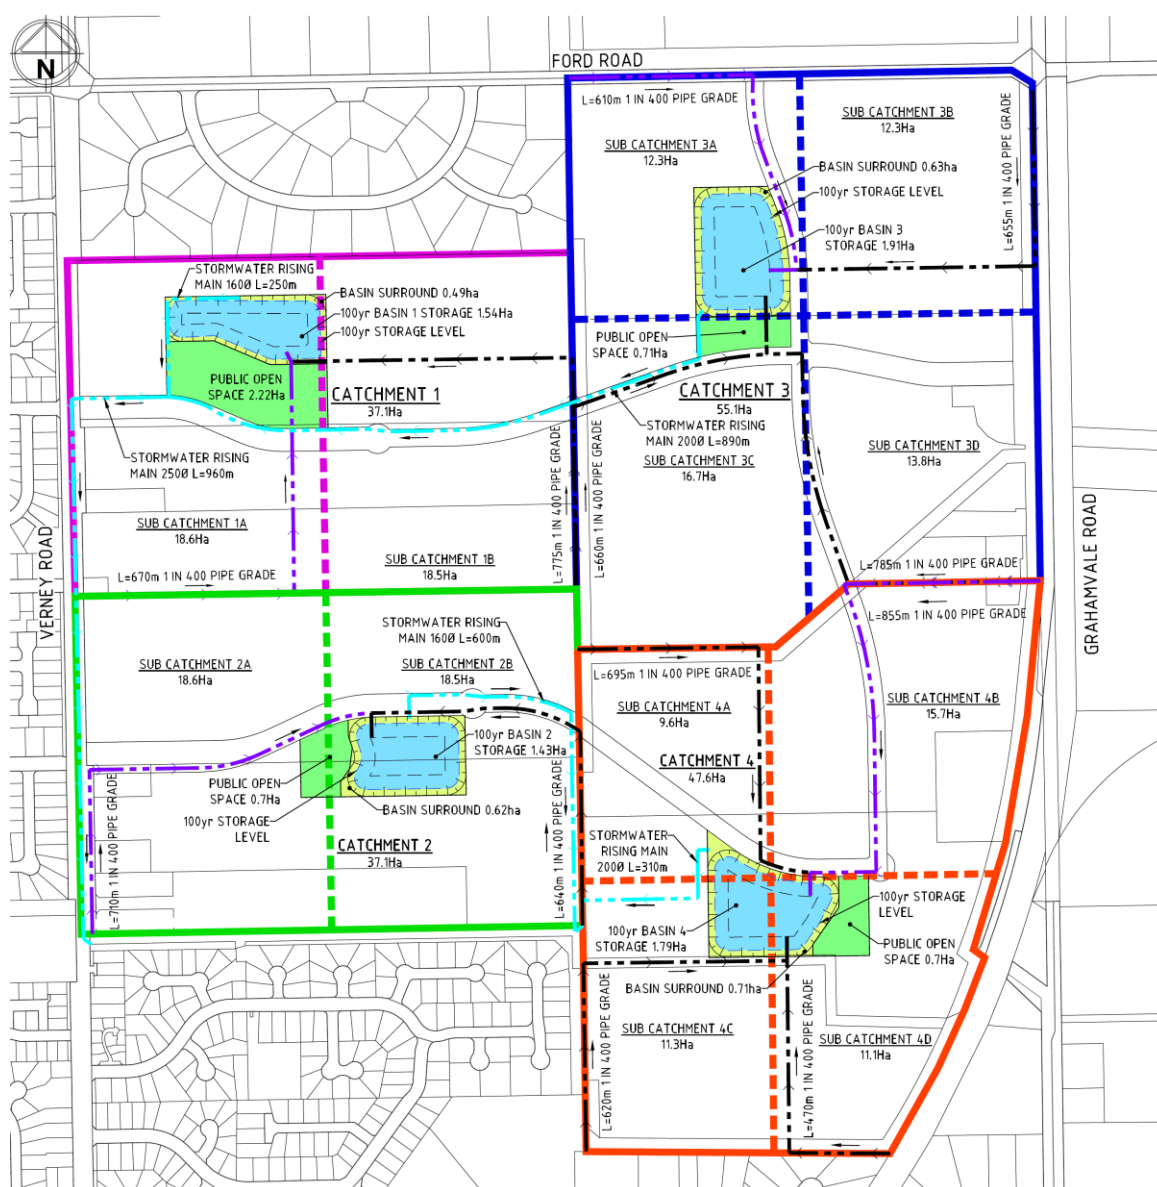 N
FORD ROAD
L=610m 1 IN 400 PIPE GRADE
SUB CATCHMENT 3B
12.3Ha
SUB CATCHMENT 3A
12.3Ha
BASIN SURROUND 0.63ha
100yr STORAGE LEVEL
L=655m 1 IN 400 PIPE GRADE
100yr BASIN 3
STORAGE 1.91Ha
STORMWATER RISING
MAIN 160Ø L=250m
BASIN SURROUND 0.49ha
100yr BASIN 1 STORAGE 1.54Ha
100yr STORAGE LEVEL
PUBLIC OPEN
SPACE 0.71Ha
PUBLIC OPEN
SPACE 2.22Ha
CATCHMENT 1
37.1Ha
CATCHMENT 3
55.1Ha
STORMWATER RISING
MAIN 200Ø L=890m
STORMWATER RISING
MAIN 250Ø L=960m
SUB CATCHMENT 3C
16.7Ha
SUB CATCHMENT 3D
13.8Ha
L=775m 1 IN 400 PIPE GRADE
L=660m 1 IN 400 PIPE GRADE
GRAHAMVALE ROAD
VERNEY ROAD
SUB CATCHMENT 1A
18.6Ha
SUB CATCHMENT 1B
18.5Ha
L=670m 1 IN 400 PIPE GRADE
L=785m 1 IN 400 PIPE GRADE
L=855m 1 IN 400 PIPE GRADE
STORMWATER RISING
MAIN 160Ø L=600m
SUB CATCHMENT 2A
18.6Ha
SUB CATCHMENT 2B
18.5Ha
L=695m 1 IN 400 PIPE GRADE
SUB CATCHMENT 4A
9.6Ha
SUB CATCHMENT 4B
15.7Ha
100yr BASIN 2
STORAGE 1.43Ha
CATCHMENT 4
47.6Ha
PUBLIC OPEN
SPACE 0.7Ha
BASIN SURROUND 0.62ha
100yr STORAGE
LEVEL
CATCHMENT 2
37.1Ha
L=710m 1 IN 400 PIPE GRADE
L=640m 1 IN 400 PIPE GRADE
STORMWATER
RISING MAIN
200Ø L=310m
100yr STORAGE
LEVEL
100yr BASIN 4
STORAGE 1.79Ha
PUBLIC OPEN
SPACE 0.7Ha
BASIN SURROUND 0.71ha
L=620m 1 IN 400 PIPE GRADE
L=470m 1 IN 400 PIPE GRADE
SUB CATCHMENT 4C
11.3Ha
SUB CATCHMENT 4D
11.1Ha